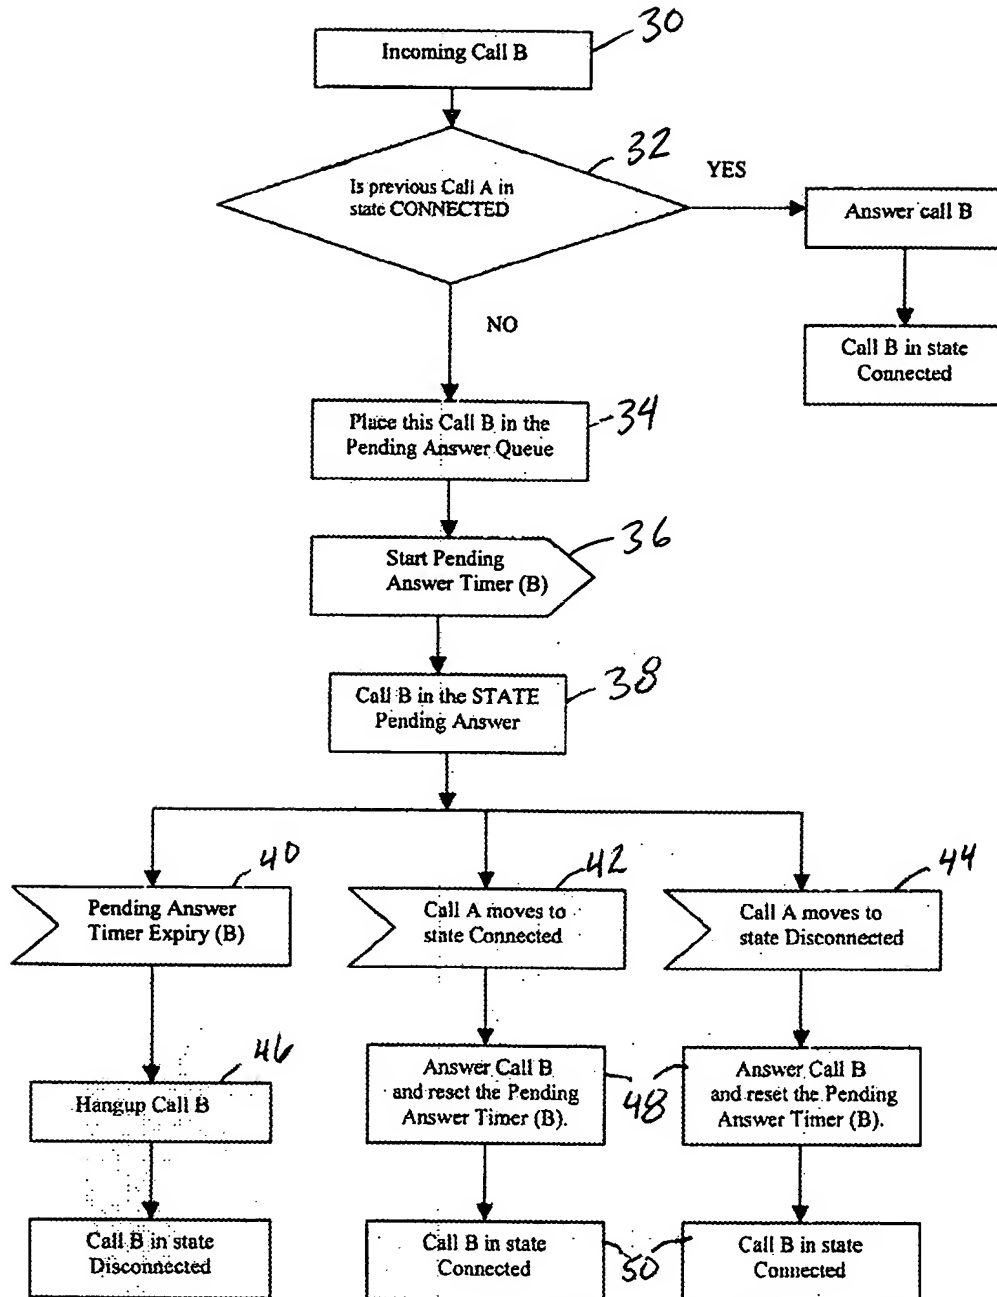 30
Incoming Call B
32
YES
Is previous Call A in
state CONNECTED
Answer call B
NO
Call B in state
Connected
34
Place this Call B in the
Pending Answer Queue
36
Start Pending
Answer Timer (B)
38
Call B in the STATE
Pending Answer
40
42
44
Pending Answer
Timer Expiry (B)
Call A moves to
state Connected
Call A moves to
state Disconnected
46
Hangup Call B
Answer Call B
and reset the Pending
Answer Timer (B).
48
Answer Call B
and reset the Pending
Answer Timer (B).
Call B in state
Disconnected
Call B in state
Connected
50
Call B in state
Connected